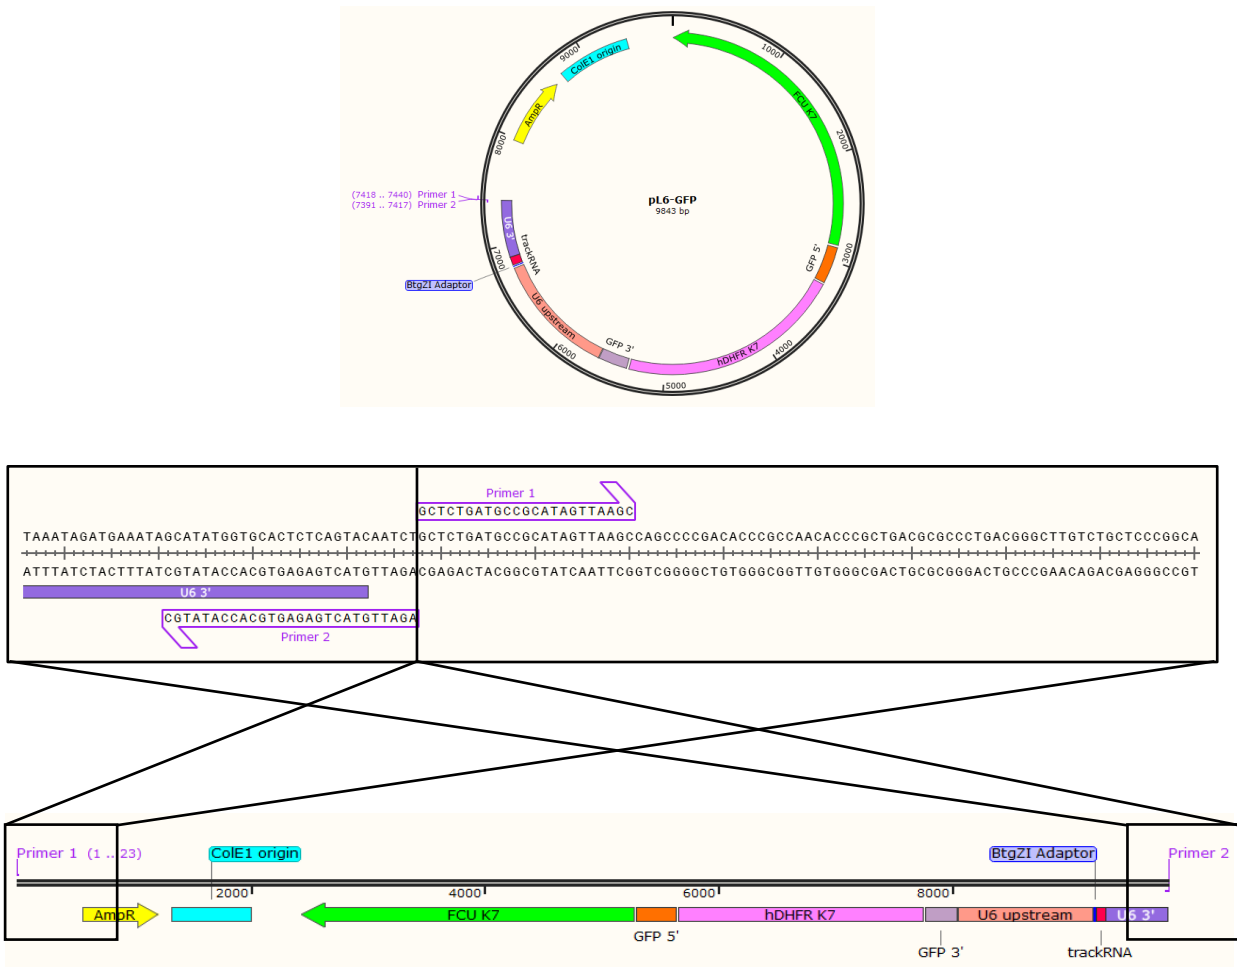 9000
1000
ColE1 origin
AmpR
FCU K7
8000
2000
(7418 .. 7440) Primer 1
(7391 .. 7417) Primer 2
pL6-GFP
9843 bp
U6 3'
trackRNA
7000
GFP 5'
3000
BtgZI Adaptor
U6 upstream
GFP 3'
hDHFR K7
6000
4000
5000
Primer 1
GCTCTGATGCCGCATAGTTAAGC
TAAATAGATGAAATAGCATATGGTGCACTCTCAGTACAATCTGCTCTGATGCCGCATAGTTAAGCCAGCCCCGACACCCGCCAACACCCGCTGACGCGCCCTGACGGGCTTGTCTGCTCCCGGCA
ATTTATCTACTTTATCGTATACCACGTGAGAGTCATGTTAGACGAGACTACGGCGTATCAATTCGGTCGGGGCTGTGGGCGGTTGTGGGCGACTGCGCGGGACTGCCCGAACAGACGAGGGCCGT
U6 3'
CGTATACCACGTGAGAGTCATGTTAGA
Primer 2
Primer 1 (1 .. 23)
ColE1 origin
BtgZI Adaptor
Primer 2
2000
4000
6000
8000
AmpR
FCU K7
hDHFR K7
U6 upstream
U6 3'
GFP 5'
GFP 3'
trackRNA